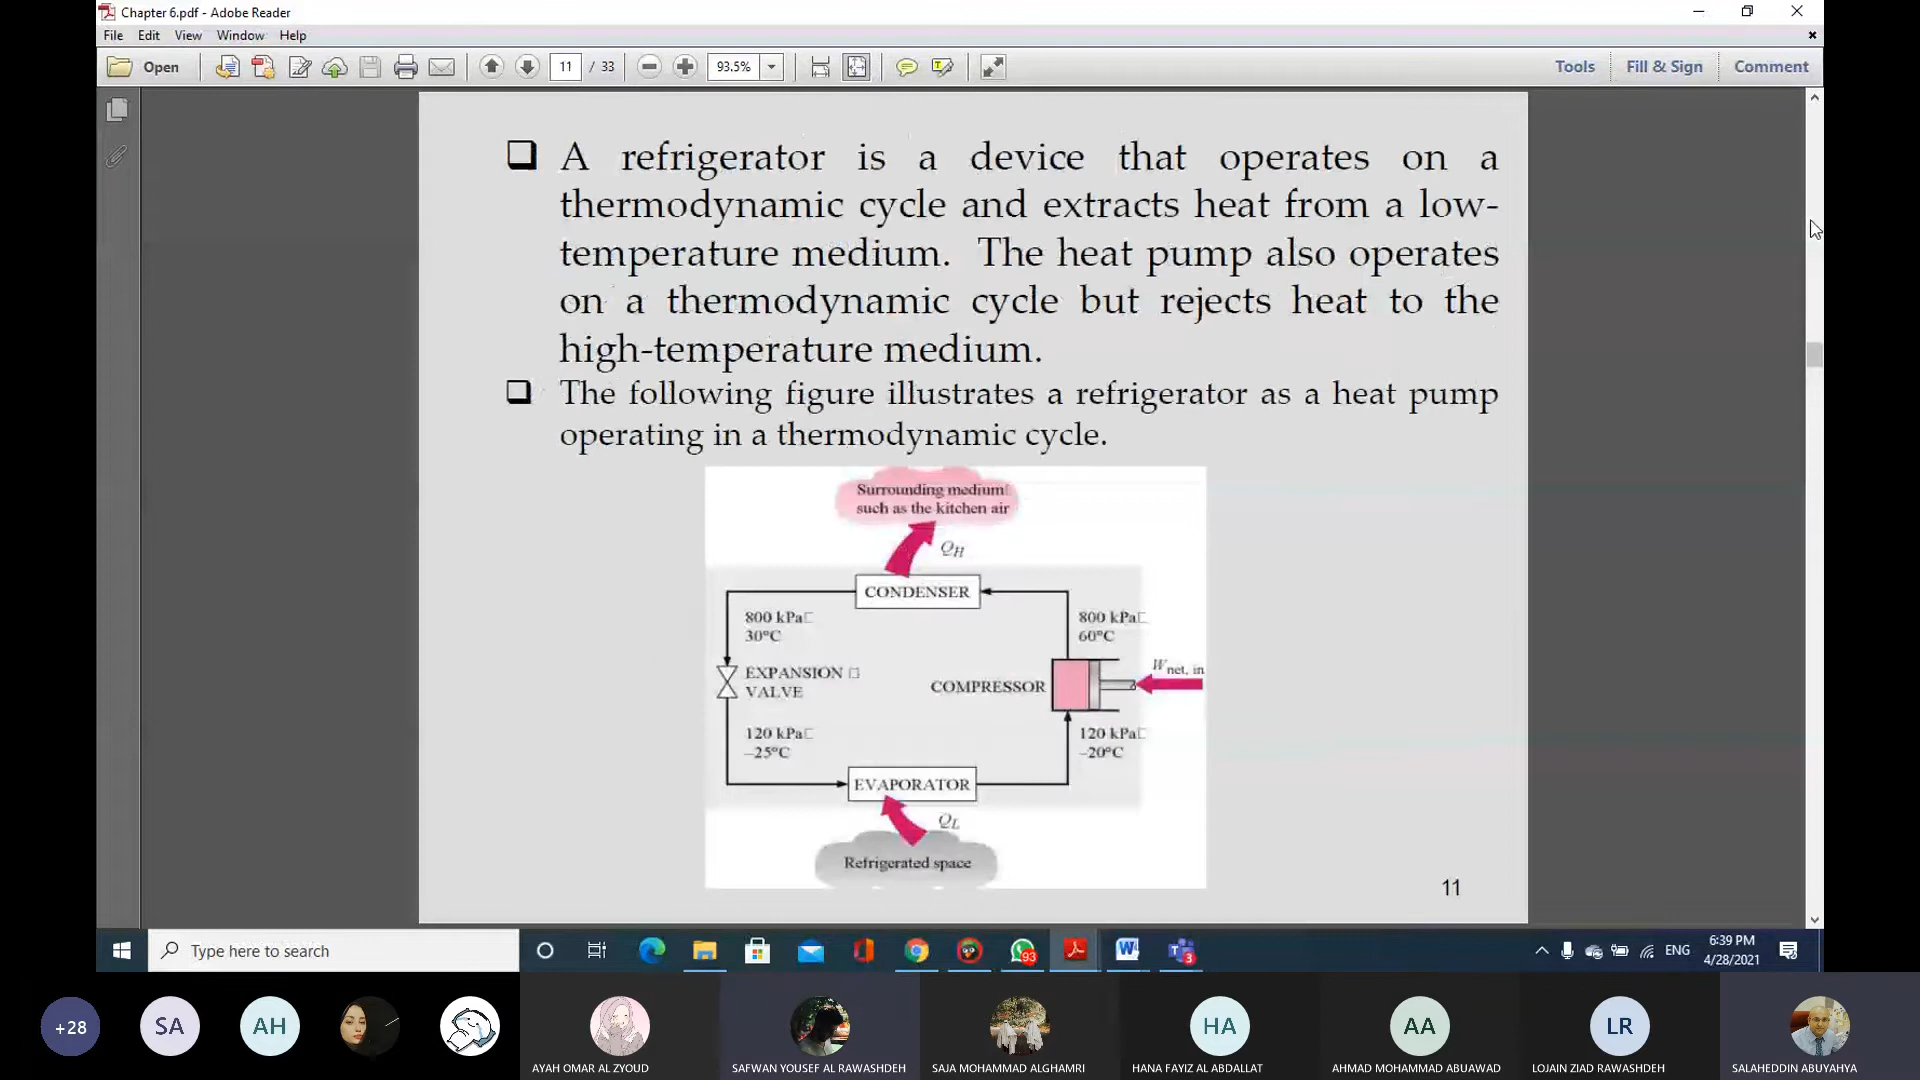 Chapter 6.pdf - Adobe Reader
File Edit View Window Help
Open 11 / 33 93.5% Tools Fill & Sign Comment
❑ A refrigerator is a device that operates on a
thermodynamic cycle and extracts heat from a low-
temperature medium. The heat pump also operates
on a thermodynamic cycle but rejects heat to the
high-temperature medium.
❑ The following figure illustrates a refrigerator as a heat pump
operating in a thermodynamic cycle.
Surrounding medium
such as the kitchen air
QH
CONDENSER
800 kPa
30°C
800 kPa
60°C
EXPANSION
VALVE
COMPRESSOR
Wnet, in
120 kPa
–25°C
120 kPa
–20°C
EVAPORATOR
QL
Refrigerated space
11
Type here to search
93
3
ENG
6:39 PM
4/28/2021
+28
SA
AH
HA
AA
LR
AYAH OMAR AL ZYOUD
SAFWAN YOUSEF AL RAWASHDEH
SAJA MOHAMMAD ALGHAMRI
HANA FAYIZ AL ABDALLAT
AHMAD MOHAMMAD ABUAWAD
LOJAIN ZIAD RAWASHDEH
SALAHEDDIN ABUYAHYA